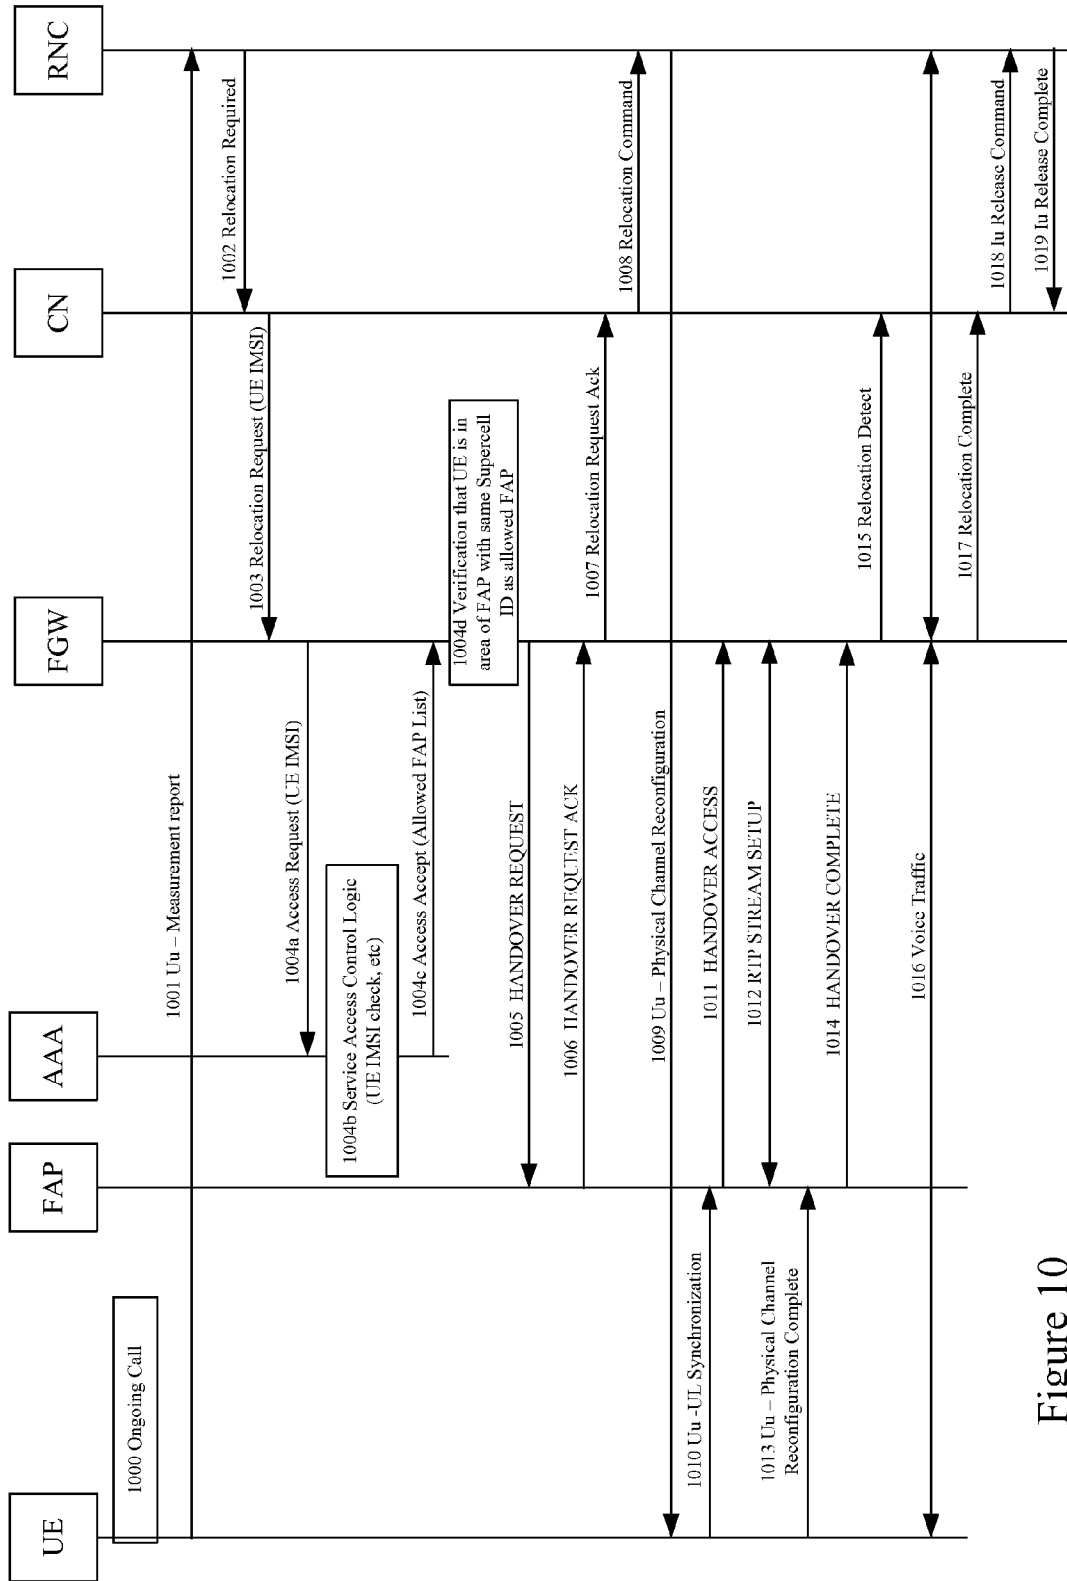 UE
FAP
AAA
FGW
CN
RNC
1000 Ongoing Call
1001 Uu – Measurement report
1002 Relocation Required
1003 Relocation Request (UE IMSI)
1004a Access Request (UE IMSI)
1004b Service Access Control Logic
(UE IMSI check, etc)
1004c Access Accept (Allowed FAP List)
1004d Verification that UE is in
area of FAP with same Supercell
ID as allowed FAP
1005 HANDOVER REQUEST
1006 HANDOVER REQUEST ACK
1007 Relocation Request Ack
1008 Relocation Command
1009 Uu – Physical Channel Reconfiguration
1010 Uu -UL Synchronization
1011 HANDOVER ACCESS
1012 RTP STREAM SETUP
1013 Uu – Physical Channel
Reconfiguration Complete
1014 HANDOVER COMPLETE
1015 Relocation Detect
1016 Voice Traffic
1017 Relocation Complete
1018 Iu Release Command
1019 Iu Release Complete
Figure 10